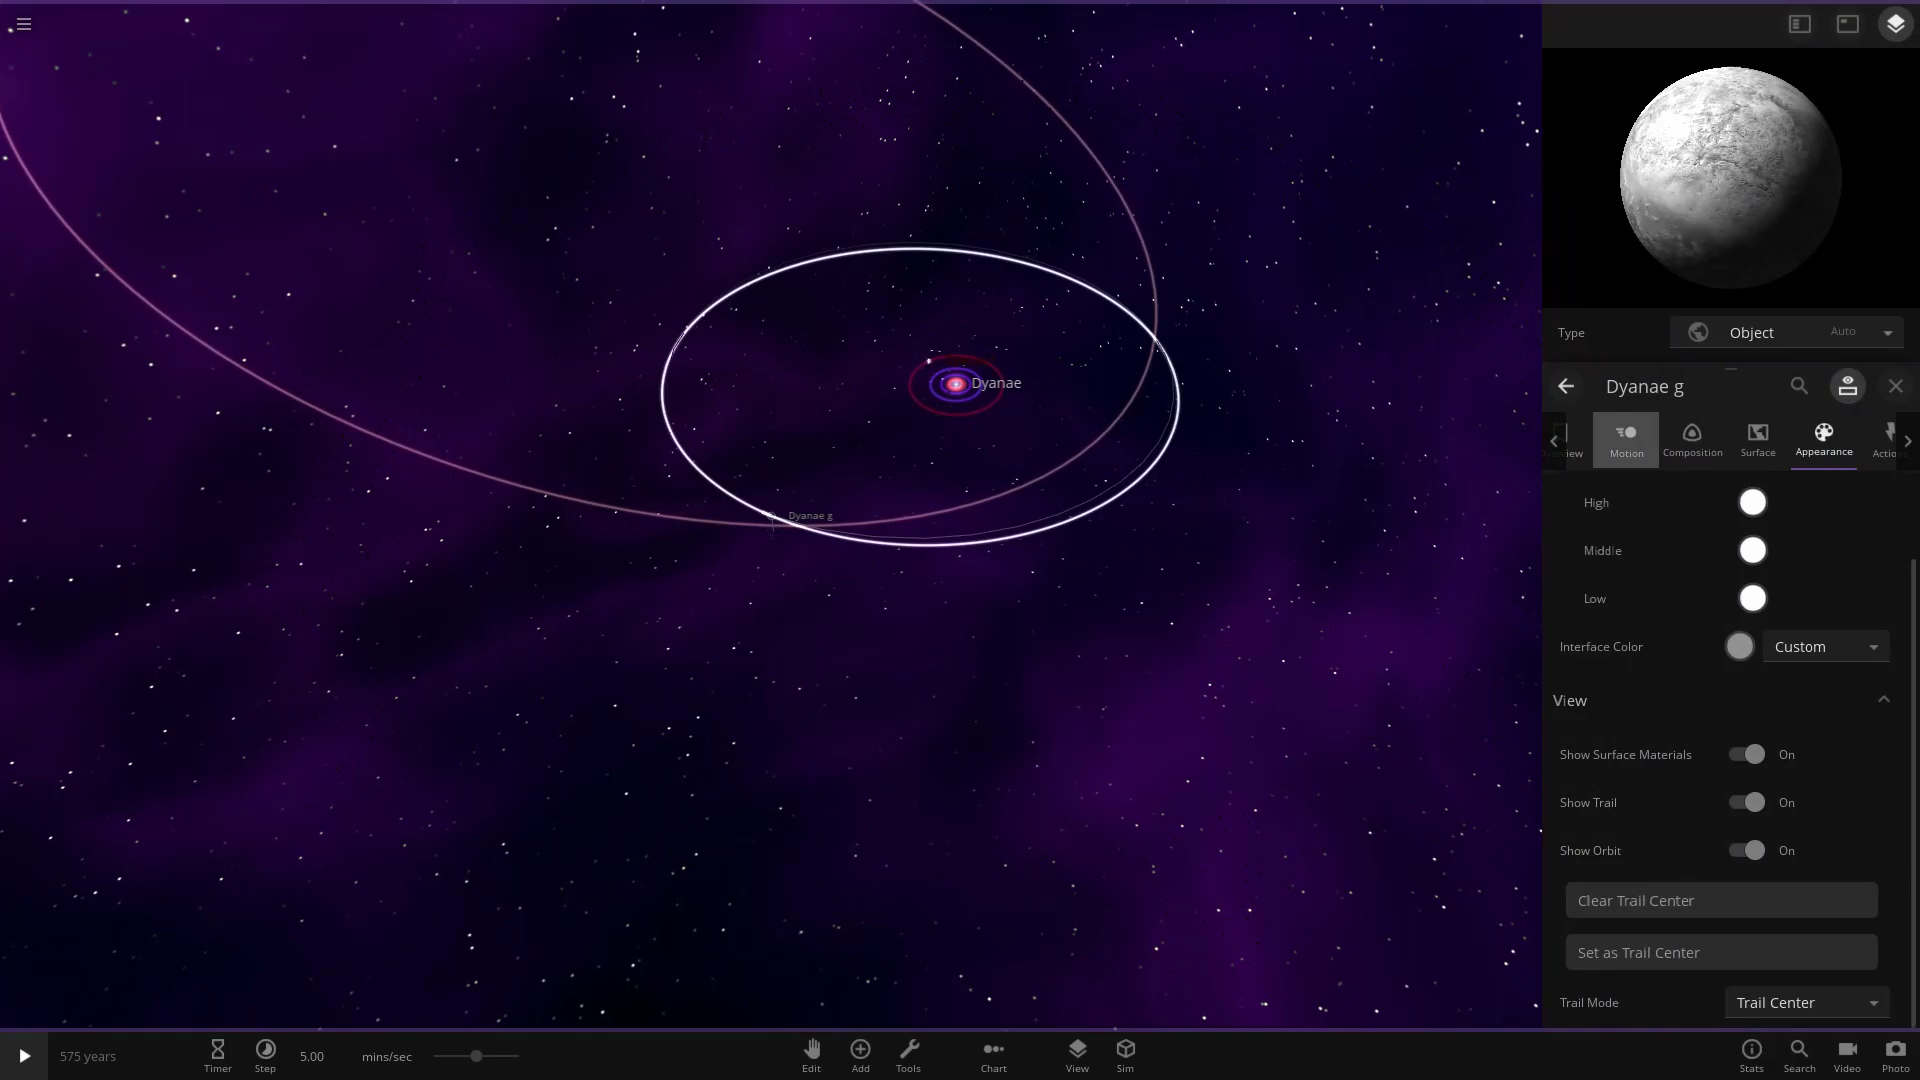 Dyanae
Dyanae g
Type
Object
Auto
Dyanae g
Motion
Composition
Surface
Appearance
High
Middle
Low
Interface Color
Custom
View
Show Surface Materials
On
Show Trail
On
Show Orbit
On
Clear Trail Center
Set as Trail Center
Trail Mode
Trail Center
575 years
Timer
Step
5.00
mins/sec
Edit
Add
Tools
Chart
View
Sim
Stats
Search
Video
Photo